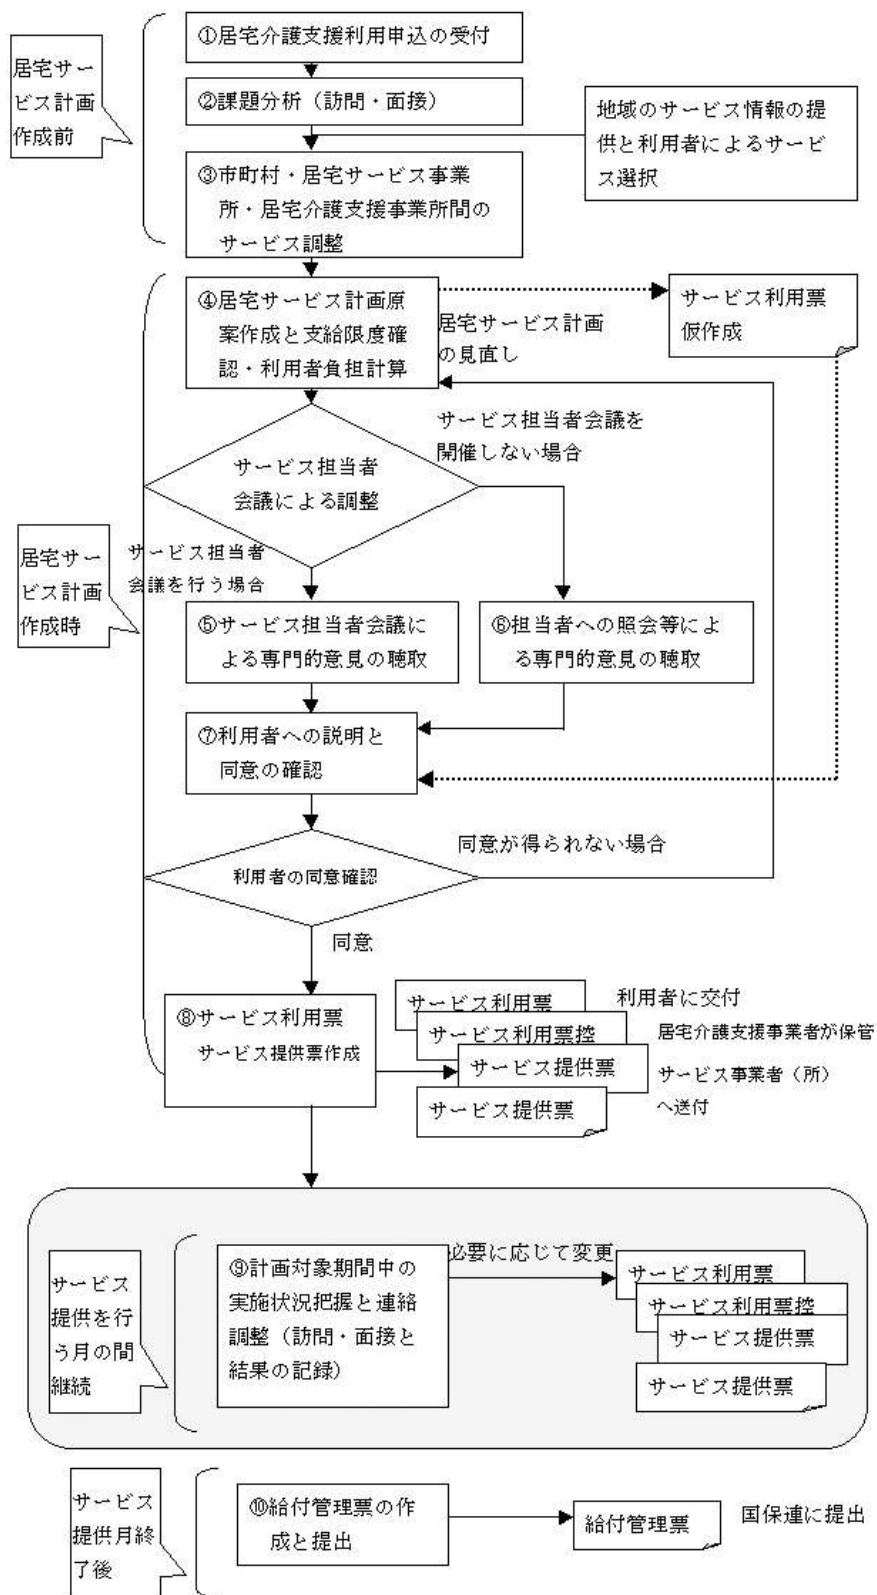 居宅サー
ビス計画
作成前
①居宅介護支援利用申込の受付
②課題分析（訪問・面接）
地域のサービス情報の提
供と利用者によるサービ
ス選択
③市町村・居宅サービス事業
所・居宅介護支援事業所間の
サービス調整
④居宅サービス計画原
案作成と支給限度確
認・利用者負担計算
居宅サービス計画
の見直し
サービス利用票
仮作成
サービス担当者会議を
開催しない場合
サービス担当者
会議による調整
居宅サー
ビス計画
作成時
サービス担当者
会議を行う場合
⑤サービス担当者会議に
よる専門的意見の聴取
⑥担当者への照会等によ
る専門的意見の聴取
⑦利用者への説明と
同意の確認
同意が得られない場合
利用者の同意確認
同意
⑧サービス利用票
サービス提供票作成
サービス利用票
利用者に交付
サービス利用票控
居宅介護支援事業者が保管
サービス提供票
サービス事業者（所）
へ送付
サービス提供票
サービス
提供を行
う月の間
継続
⑨計画対象期間中の
実施状況把握と連絡
調整（訪問・面接と
結果の記録）
必要に応じて変更
サービス利用票
サービス利用票控
サービス提供票
サービス提供票
サービス
提供月終
了後
⑩給付管理票の作
成と提出
給付管理票
国保連に提出